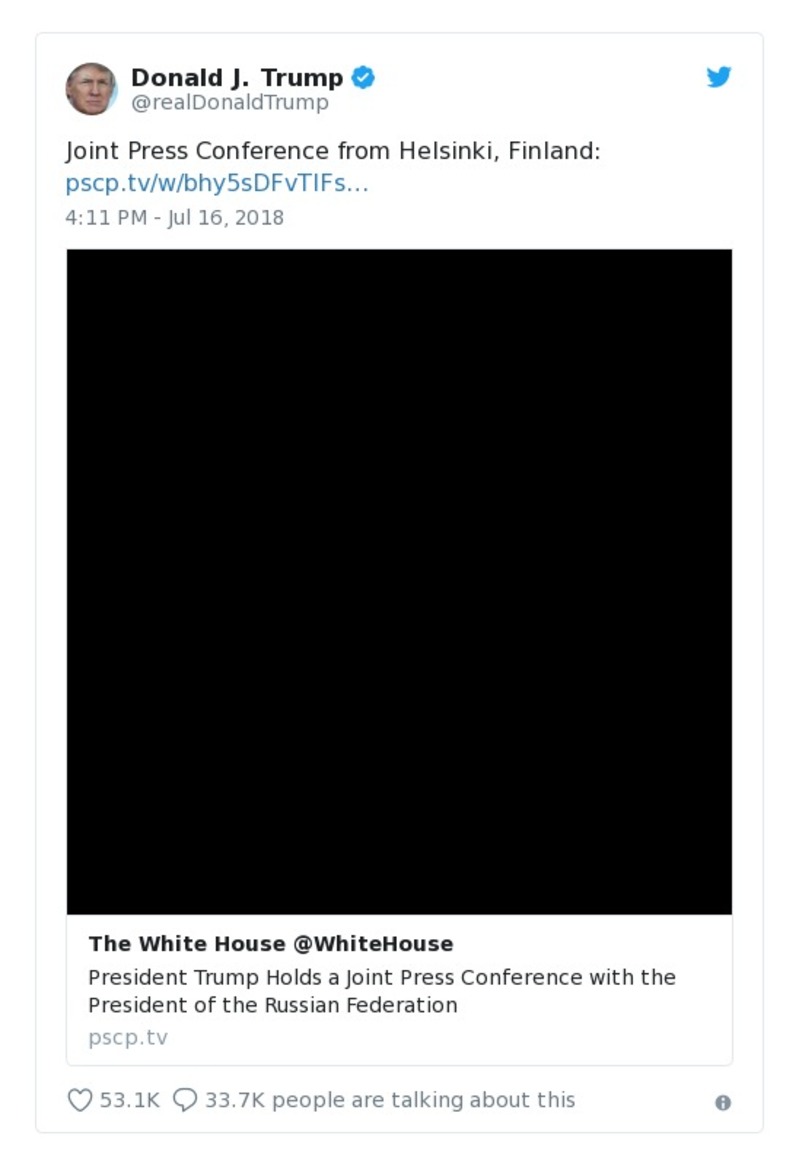 Donald J. Trump
@realDonaldTrump
Joint Press Conference from Helsinki, Finland:
pscp.tv/w/bhy5sDFvTIFs…
4:11 PM - Jul 16, 2018
The White House @WhiteHouse
President Trump Holds a Joint Press Conference with the
President of the Russian Federation
pscp.tv
53.1K 33.7K people are talking about this